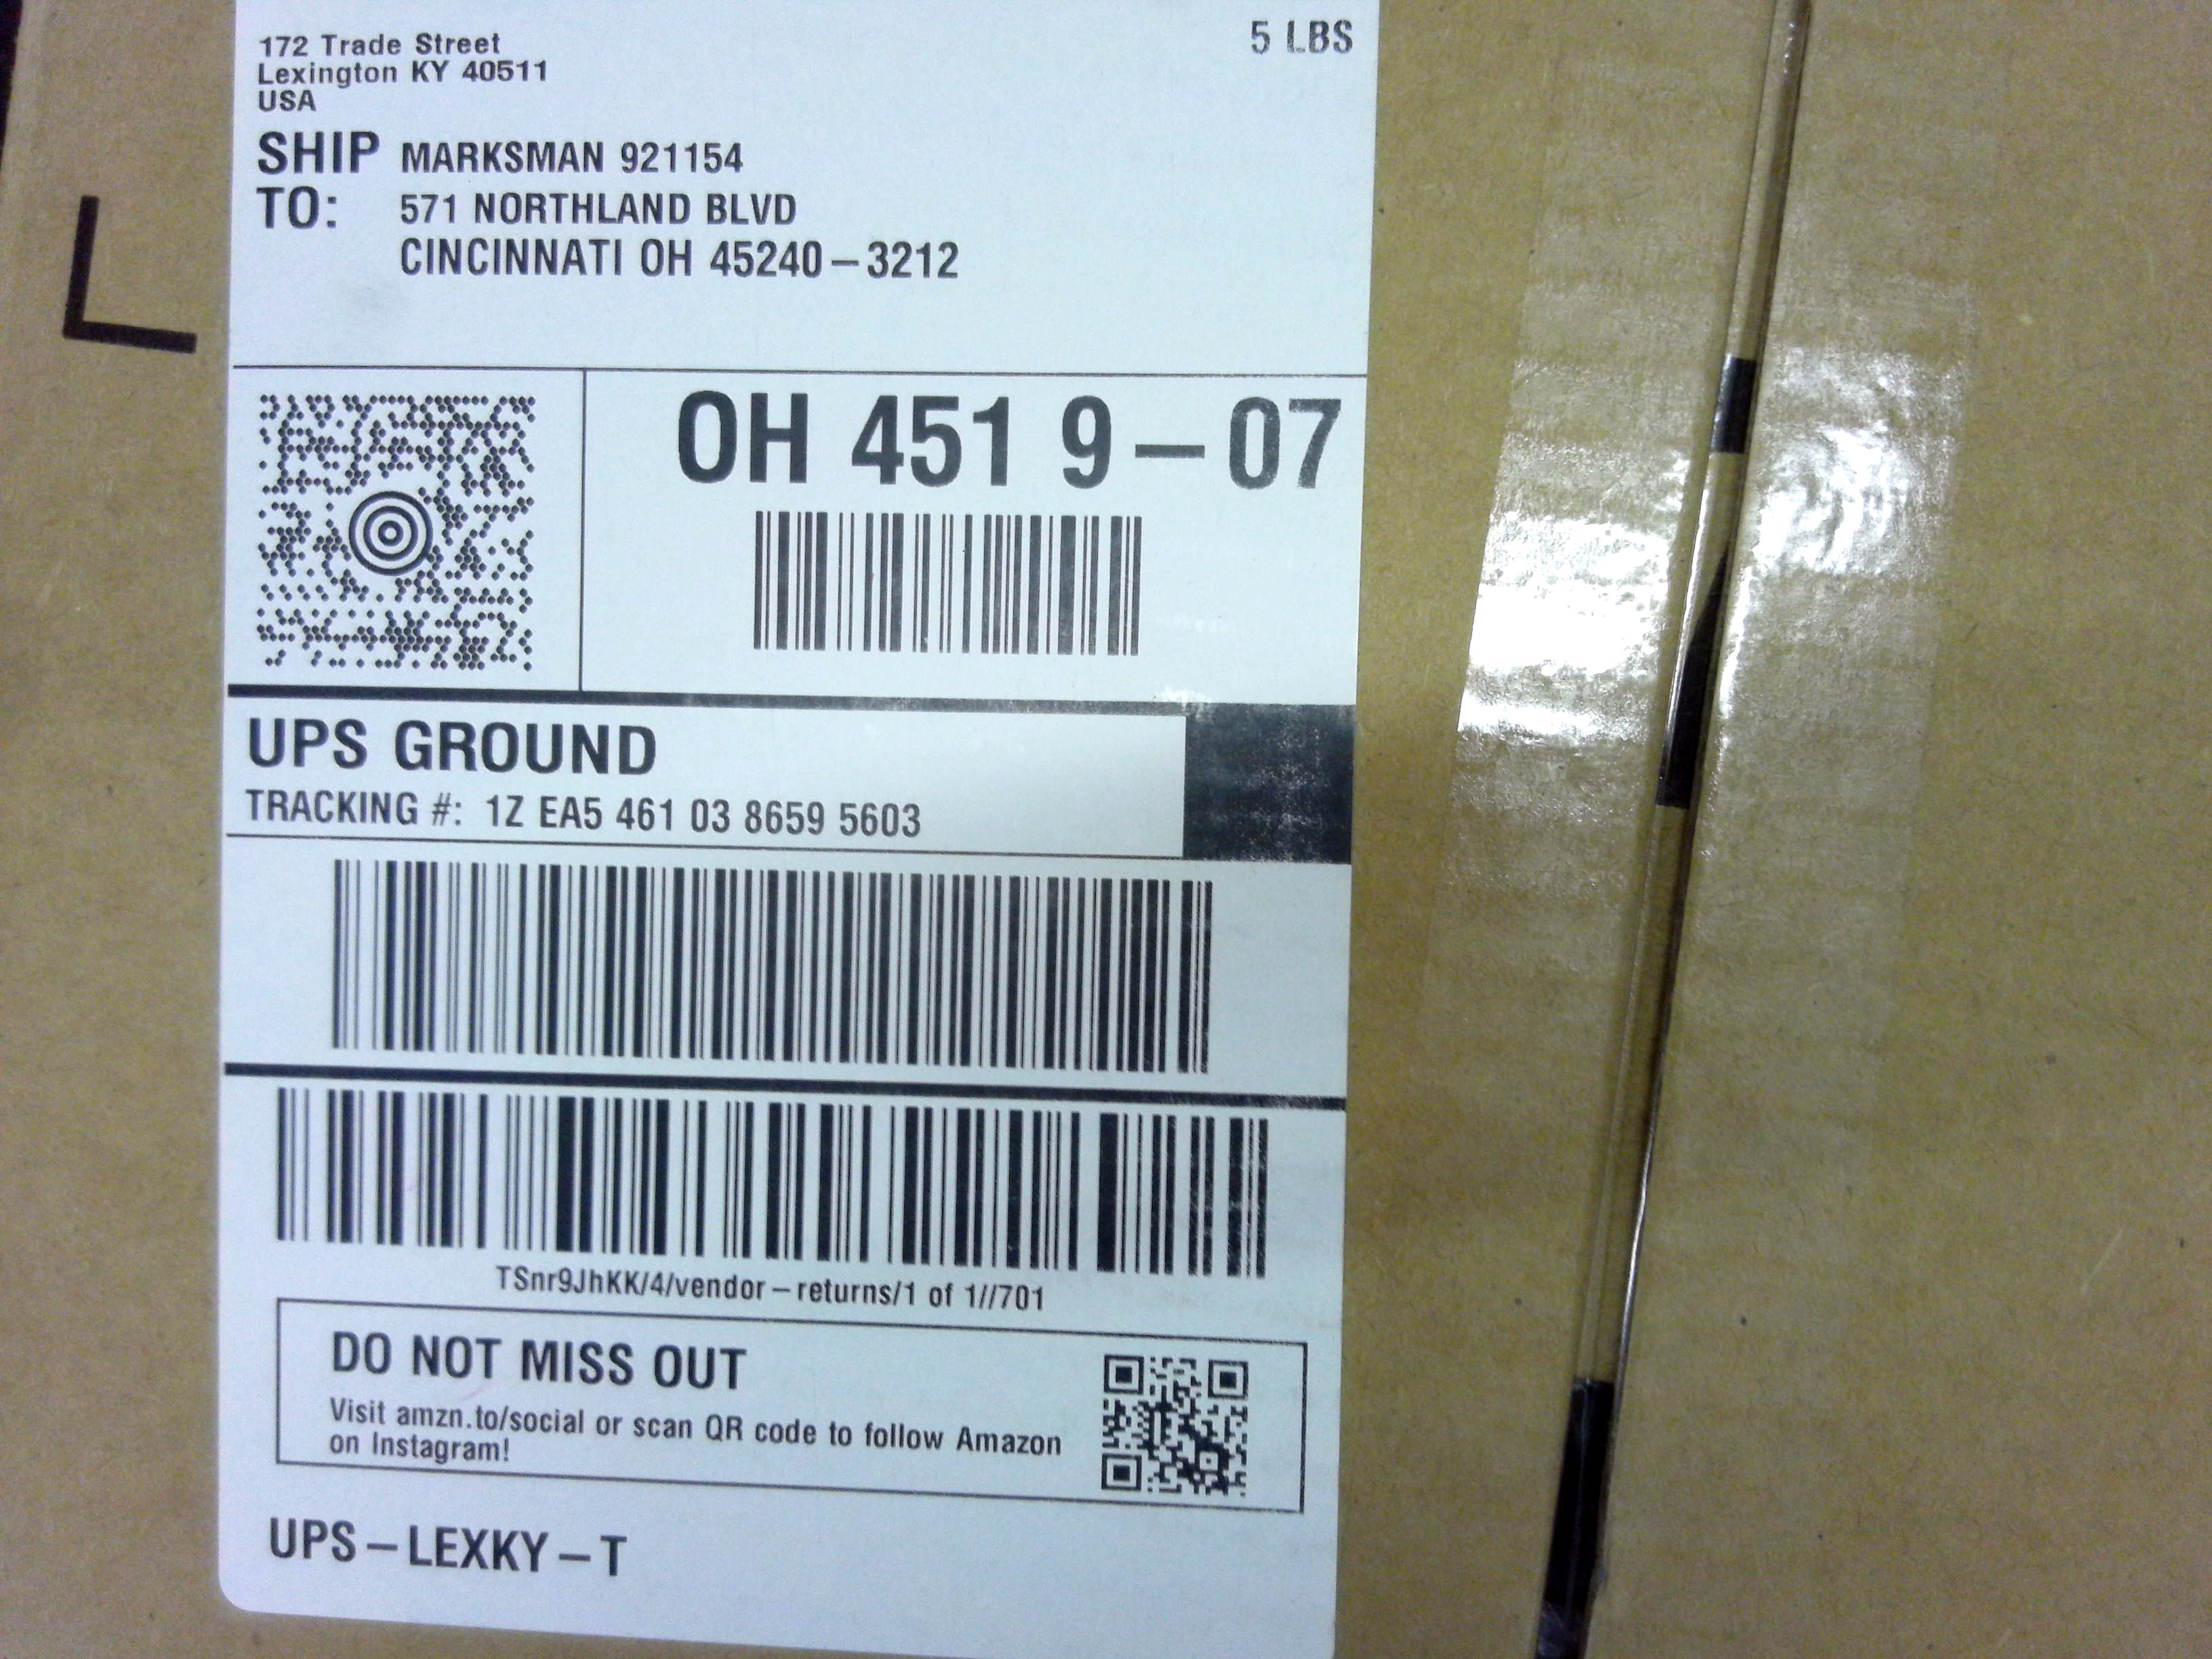 172 Trade Street
Lexington KY 40511
USA
5 LBS
SHIP TO:
MARKSMAN 921154
571 NORTHLAND BLVD
CINCINNATI OH 45240-3212
L
OH 451 9-07
UPS GROUND
TRACKING #: 1Z EA5 461 03 8659 5603
TSnr9JhKK/4/vendor-returns/1 of 1//701
DO NOT MISS OUT
Visit amzn.to/social or scan QR code to follow Amazon
on Instagram!
UPS-LEXKY-T